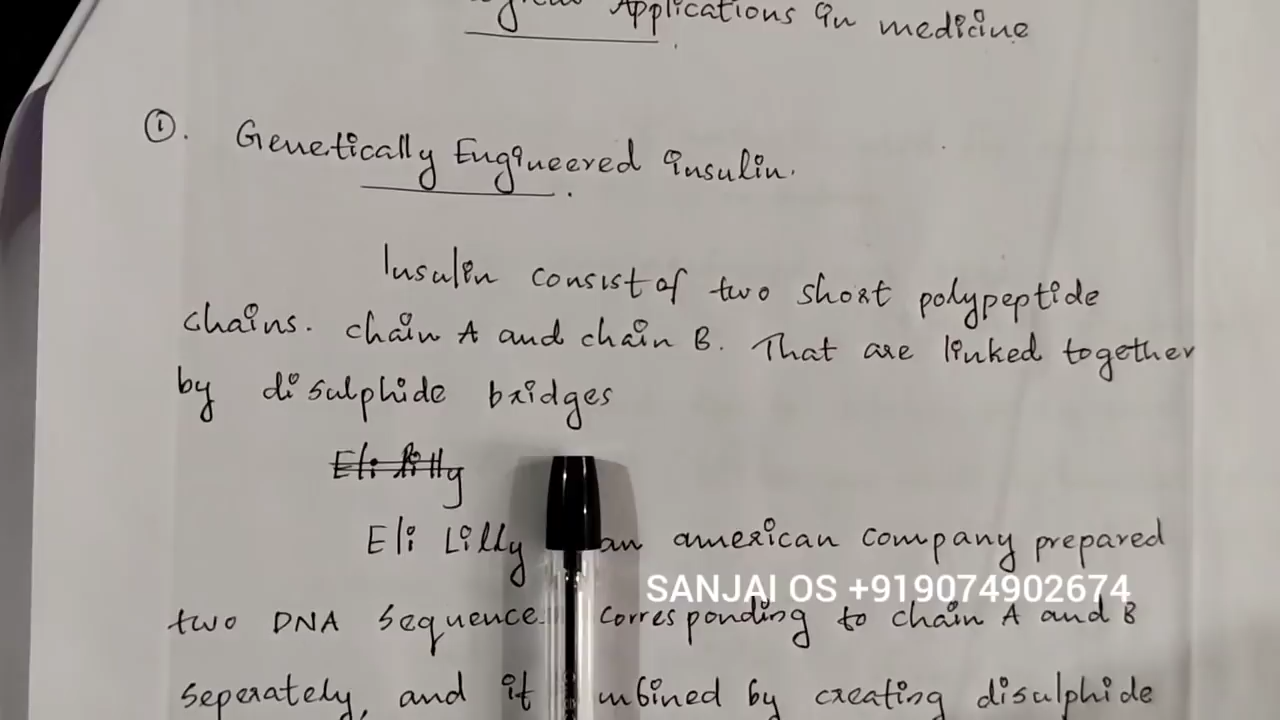 Applications in medicine
①. Genetically Engineered insulin.
Insulin consist of two short polypeptide
chains. chain A and chain B. That are linked together
by disulphide bridges
Eli lilly
Eli Lilly an american company prepared
SANJAI OS +919074902674
two DNA sequence corresponding to chain A and B
seperately, and it by creating disulphide